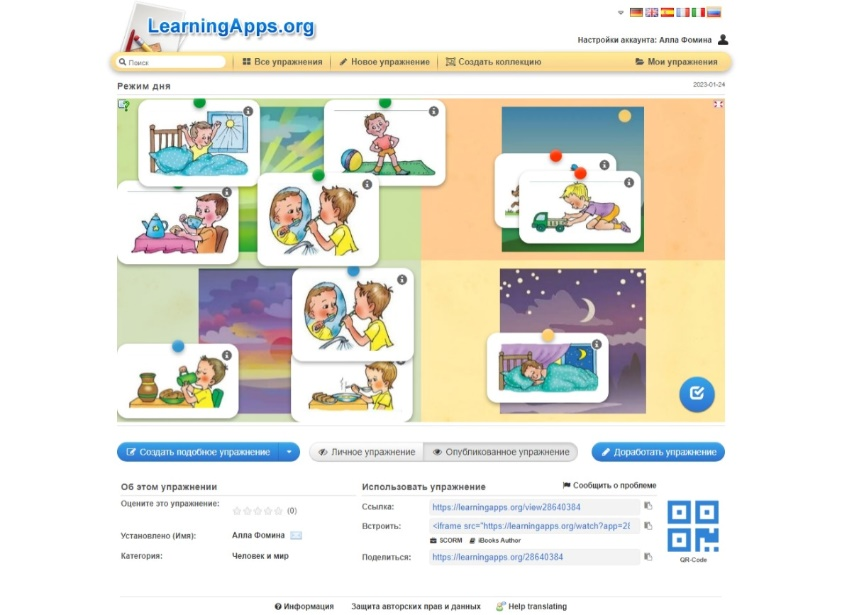 LearningApps.org
Настройки аккаунта: Алла Фомина
Поиск
Все упражнения
Новое упражнение
Создать коллекцию
Мои упражнения
Режим дня
2023-01-24
Создать подобное упражнение
Личное упражнение
Опубликованное упражнение
Доработать упражнение
Об этом упражнении
Оцените это упражнение:
(0)
Установлено (Имя): Алла Фомина
Категория: Человек и мир
Использовать упражнение
Сообщить о проблеме
Ссылка: https://learningapps.org/view28640384
Встроить: <iframe src="https://learningapps.org/watch?app=28
SCORM iBooks Author
Поделиться: https://learningapps.org/28640384
QR-Code
Информация Защита авторских прав и данных Help translating